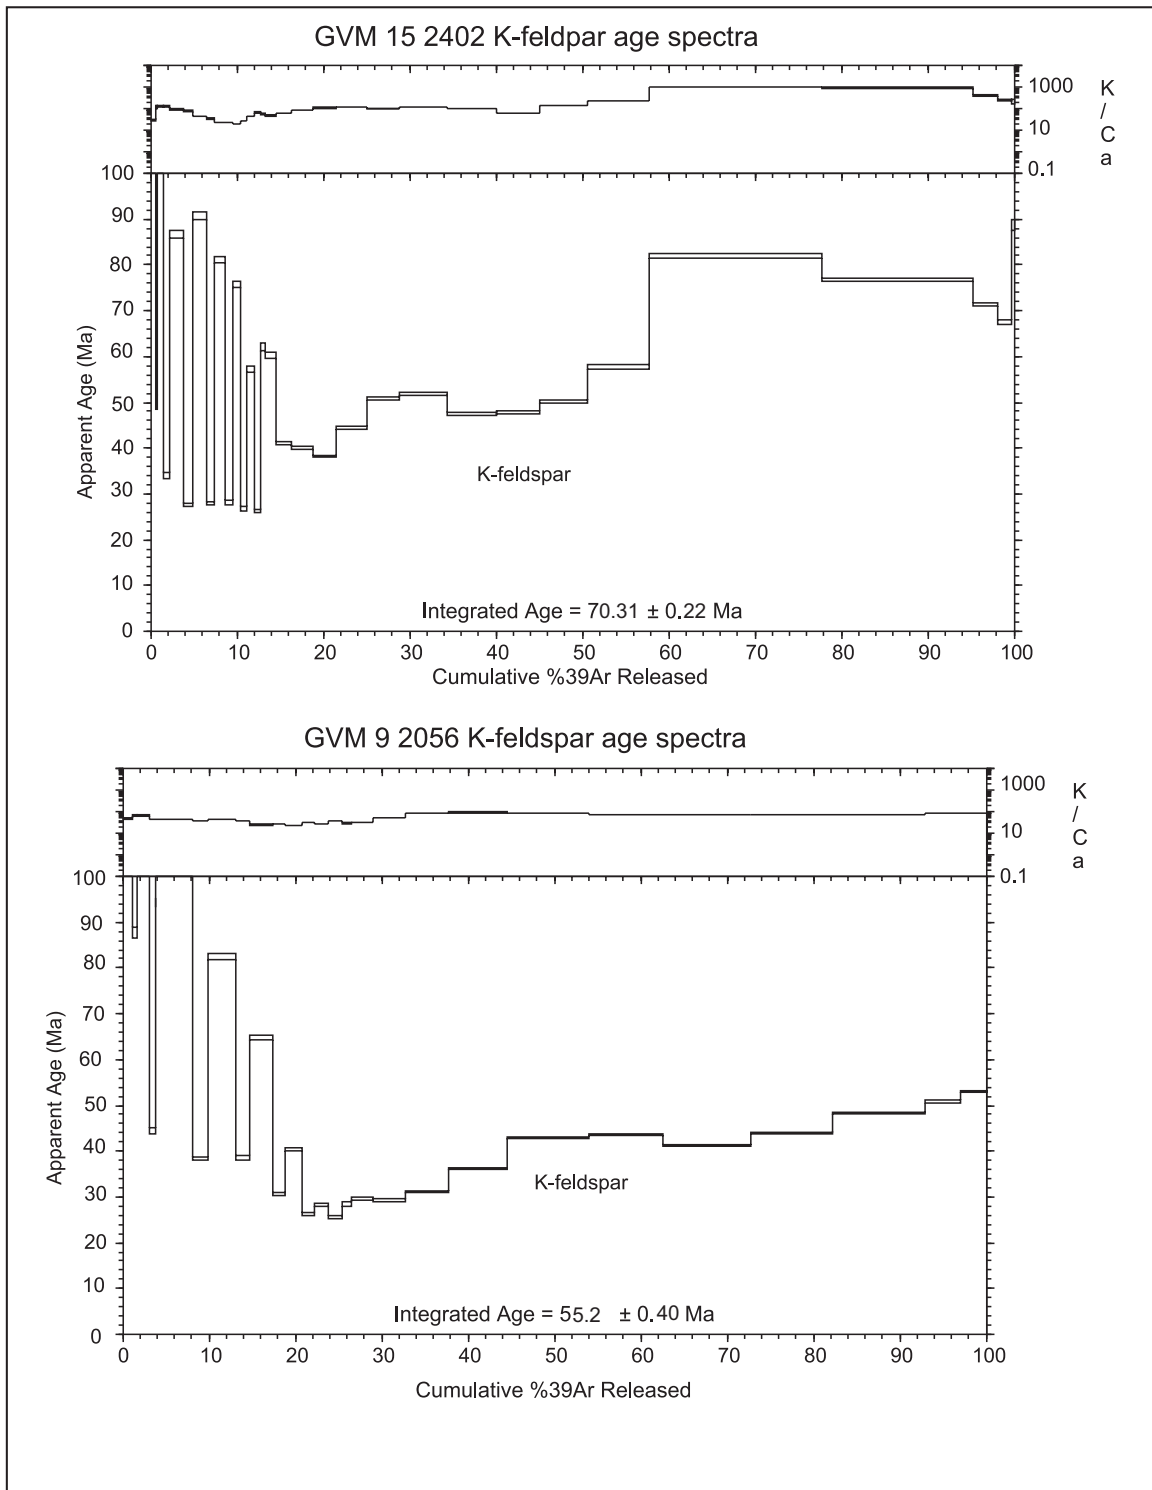 GVM 15 2402 K-feldpar age spectra
1000
10
0.1
K
/
C
a
100
90
80
70
60
50
40
30
20
10
0
Apparent Age (Ma)
K-feldspar
Integrated Age = 70.31 ± 0.22 Ma
0 10 20 30 40 50 60 70 80 90 100
Cumulative %39Ar Released
GVM 9 2056 K-feldspar age spectra
1000
10
0.1
K
/
C
a
100
90
80
70
60
50
40
30
20
10
0
Apparent Age (Ma)
K-feldspar
Integrated Age = 55.2 ± 0.40 Ma
0 10 20 30 40 50 60 70 80 90 100
Cumulative %39Ar Released